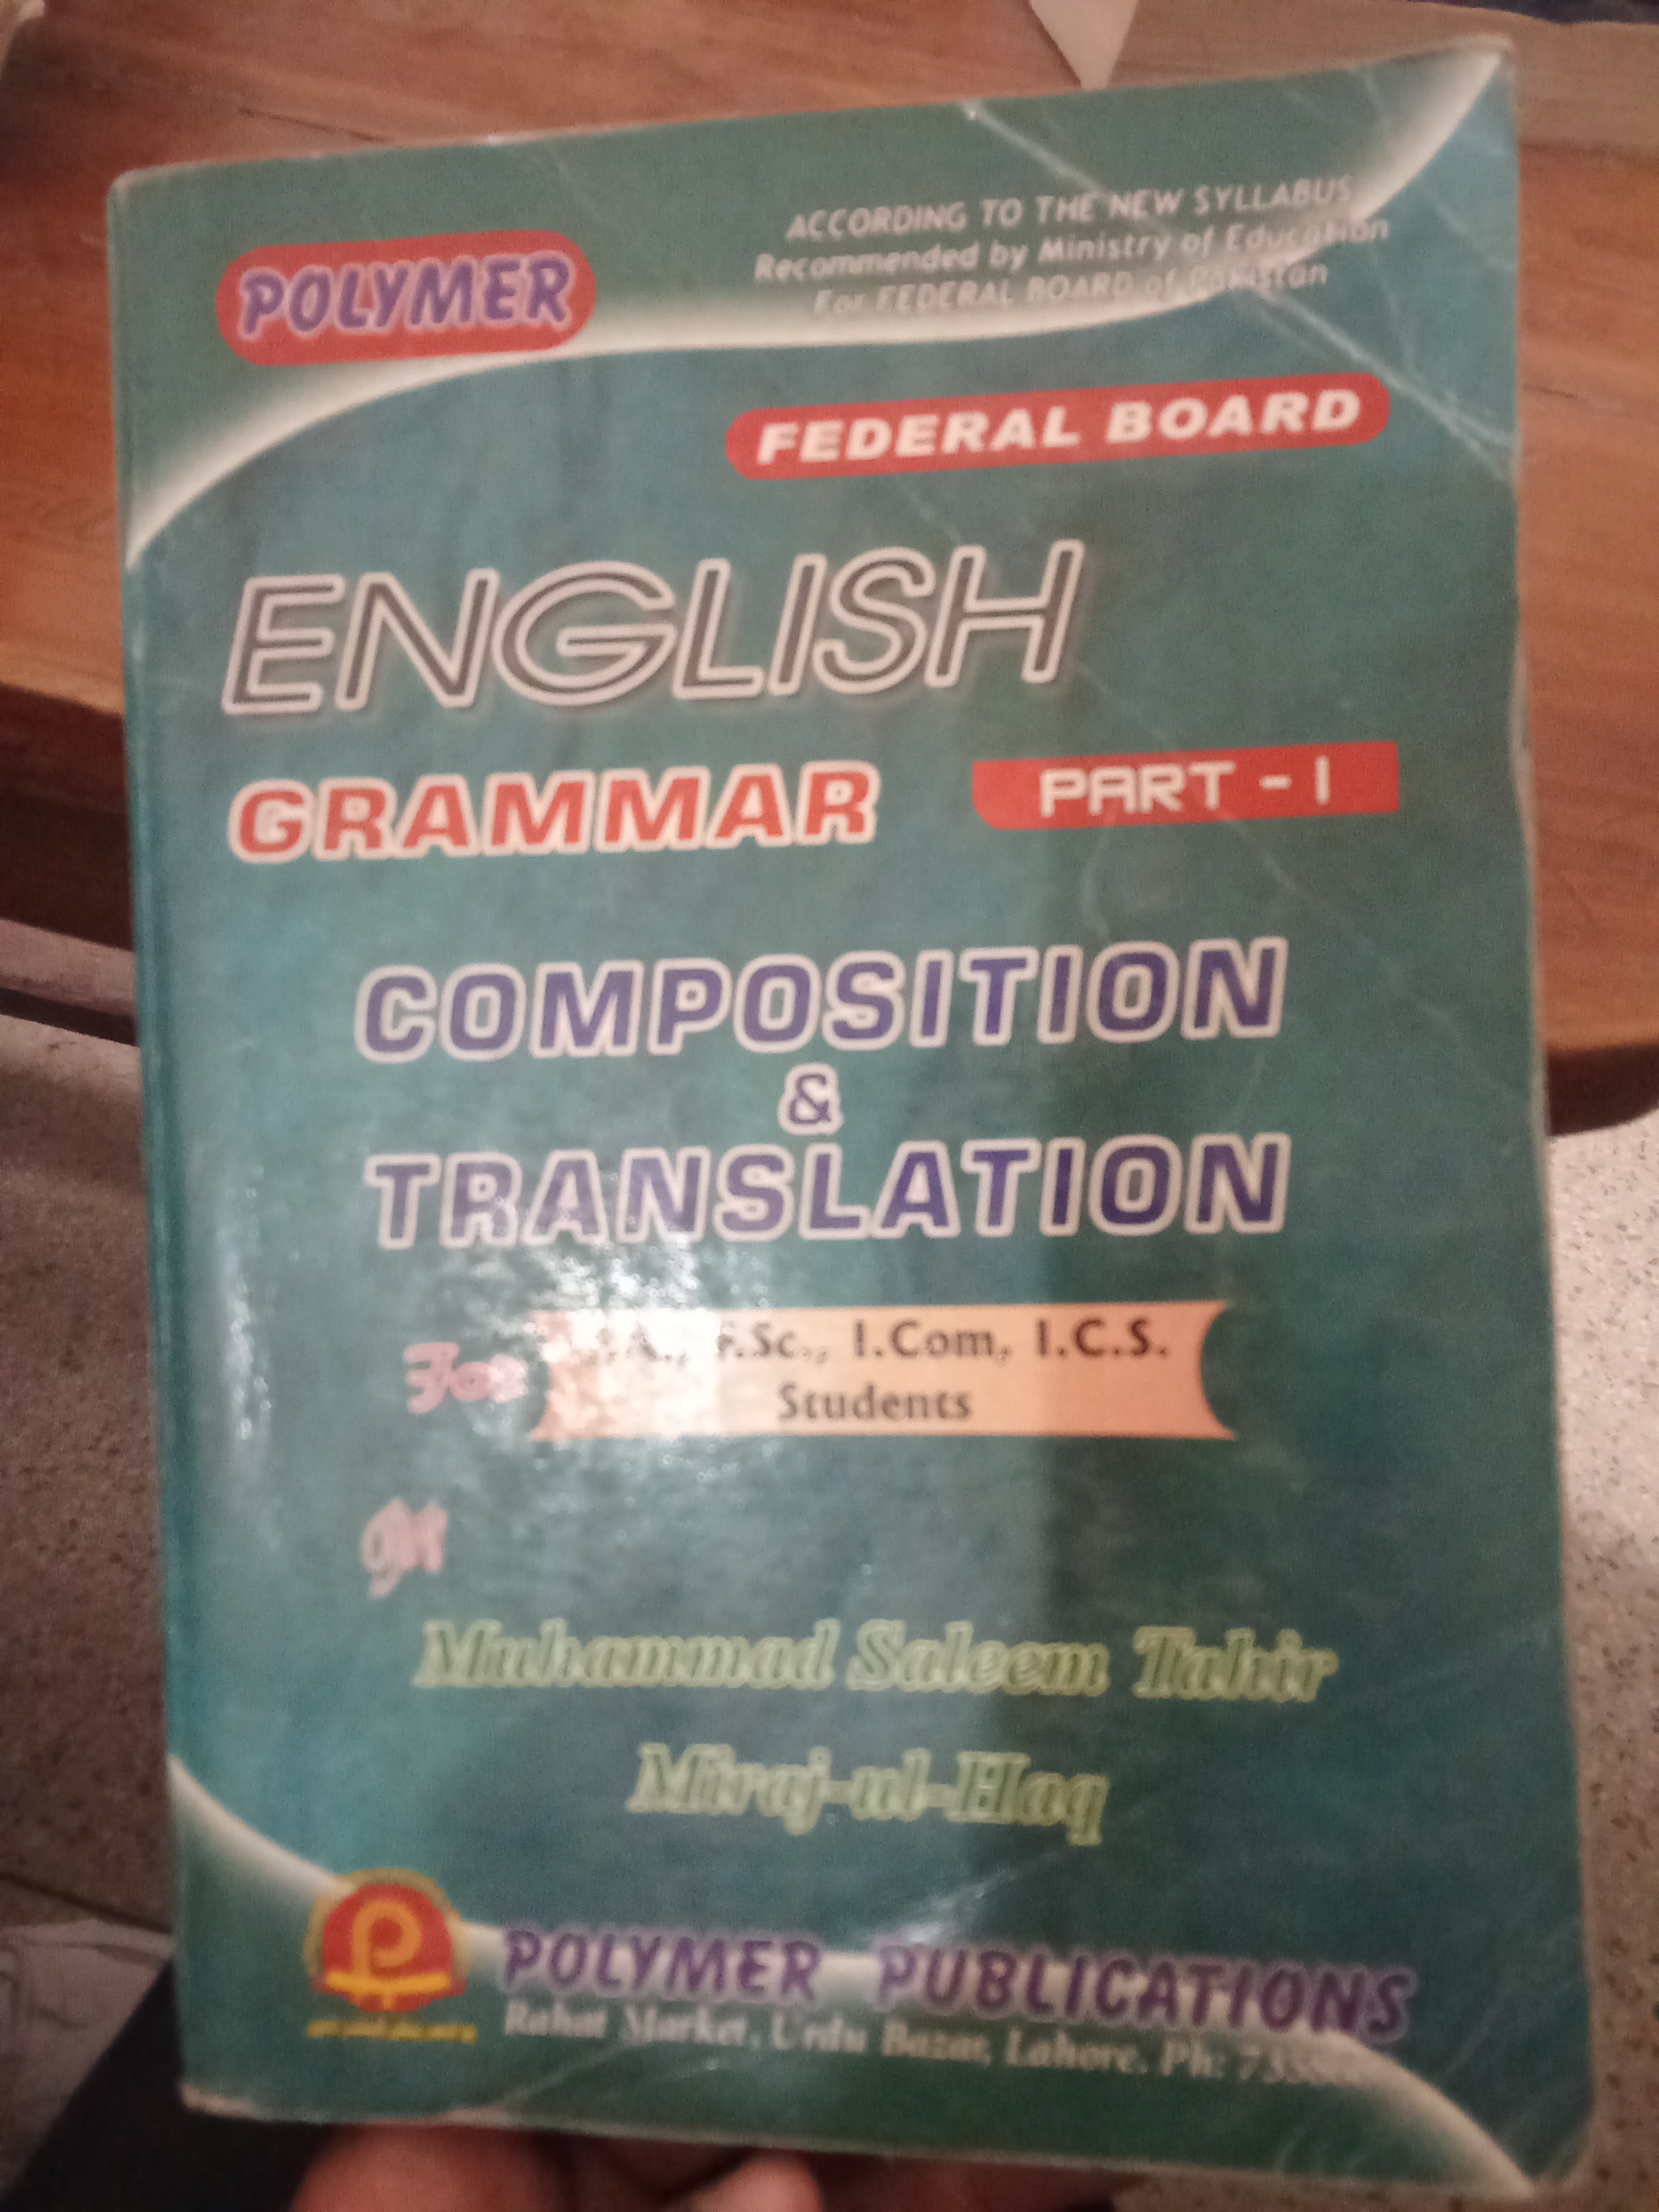 POLYMER
ACCORDING TO THE NEW SYLLABUS
Recommended by Ministry of Education
For FEDERAL BOARD of Pakistan
FEDERAL BOARD
ENGLISH
GRAMMAR
PART - I
COMPOSITION
&
TRANSLATION
For
F.Sc., I.Com, I.C.S.
Students
By
Muhammad Saleem Tahir
Miraj-ul-Haq
POLYMER PUBLICATIONS
Rahat Market, Urdu Bazar, Lahore. Ph: